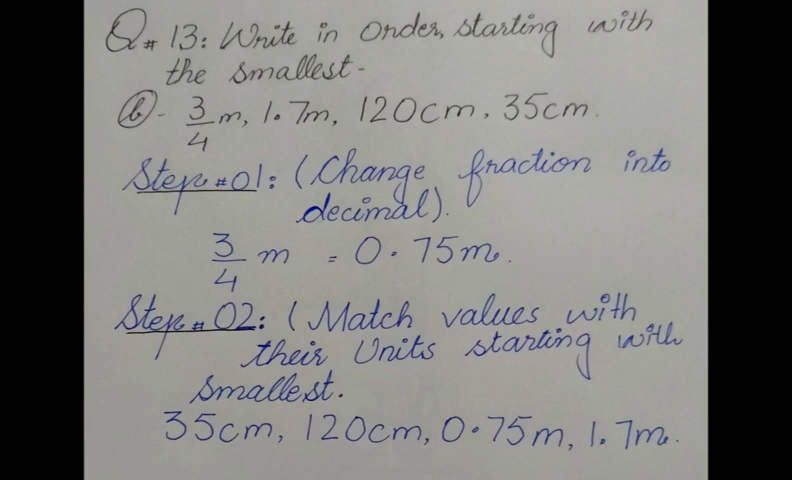 Q# 13: Write in Order, starting with
the smallest-
(b)- 3/4 m, 1.7m, 120cm, 35cm.
Step#01: (Change fraction into
decimal).
3/4 m = 0.75m.
Step#02: (Match values with
their Units starting with
smallest.
35cm, 120cm, 0.75m, 1.7m.